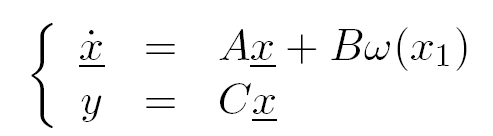 ẋ = Ax + Bω(x₁)
y = Cx